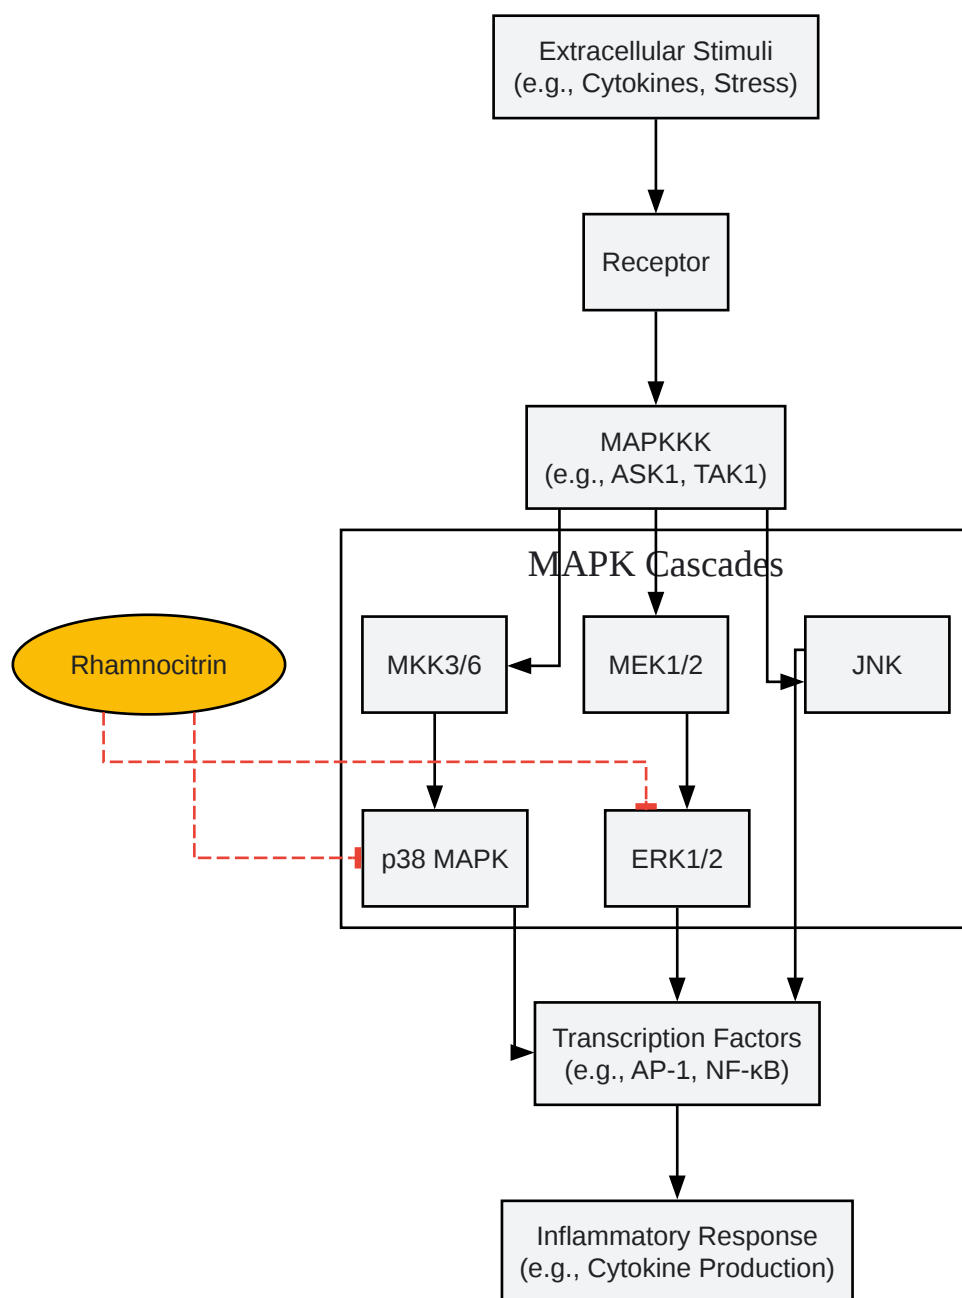 Extracellular Stimuli
(e.g., Cytokines, Stress)
Receptor
MAPKKK
(e.g., ASK1, TAK1)
MAPK Cascades
Rhamnocitrin
MKK3/6
MEK1/2
JNK
p38 MAPK
ERK1/2
Transcription Factors
(e.g., AP-1, NF-κB)
Inflammatory Response
(e.g., Cytokine Production)